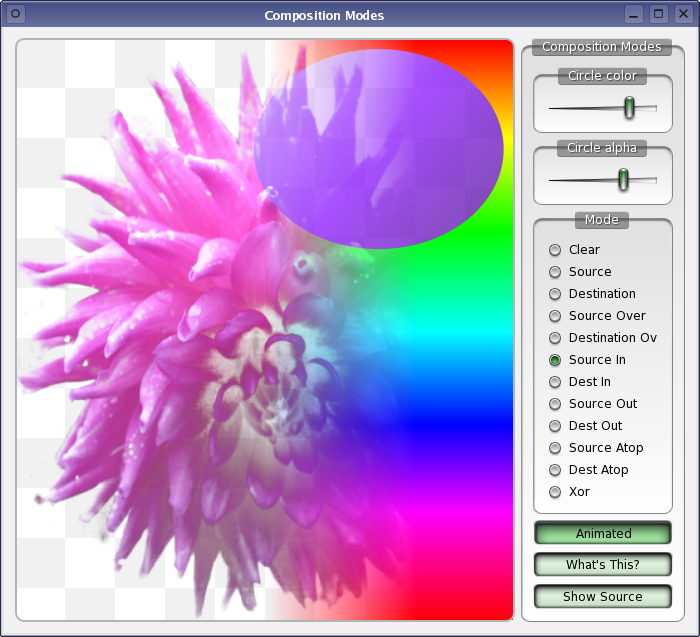 Composition Modes
Composition Modes
Circle color
Circle alpha
Mode
Clear
Source
Destination
Source Over
Destination Ov
Source In
Dest In
Source Out
Dest Out
Source Atop
Dest Atop
Xor
Animated
What's This?
Show Source